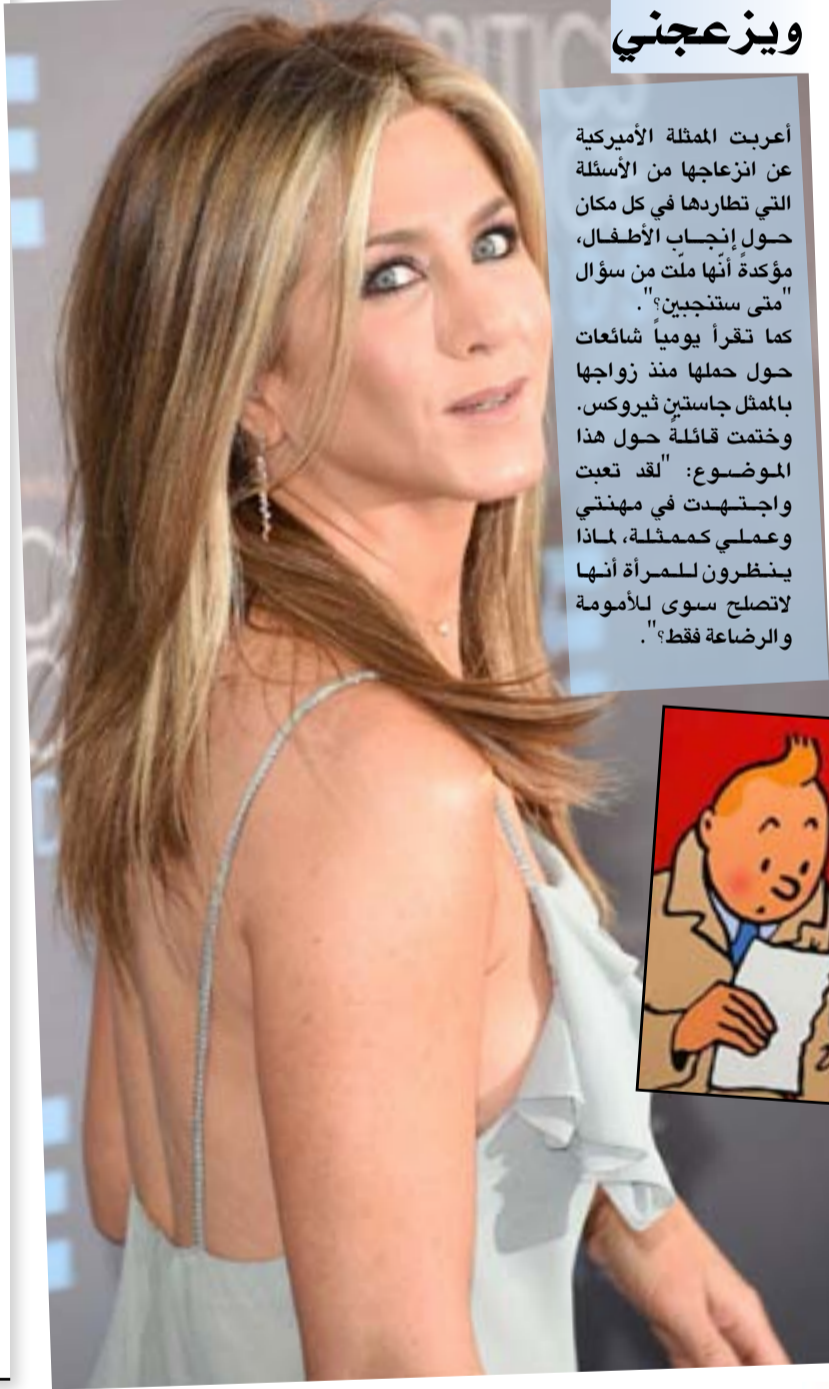 ويزعجني
أعربت الممثلة الأميركية
عن انزعاجها من الأسئلة
التي تطاردها في كل مكان
حول إنجاب الأطفال،
مؤكدةً أنّها ملّت من سؤال
"متى ستنجبين؟".
كما تقرأ يومياً شائعات
حول حملها منذ زواجها
بالممثل جاستين ثيروكس.
وختمت قائلةً حول هذا
الموضوع: "لقد تعبت
واجتهدت في مهنتي
وعملي كممثلة، لماذا
ينظرون للمرأة أنها
لاتصلح سوى للأمومة
والرضاعة فقط؟".